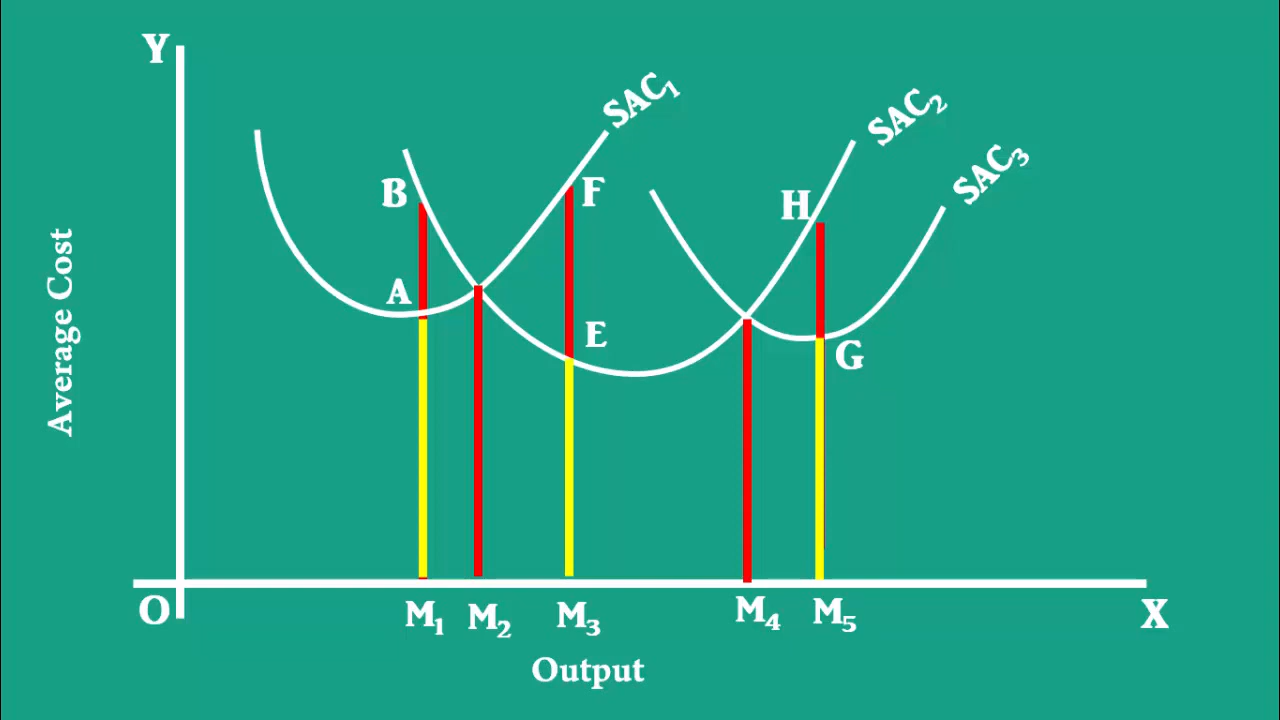 Y
SAC₁
SAC₂
SAC₃
B
F
H
A
E
G
Average Cost
O
M₁
M₂
M₃
M₄
M₅
X
Output